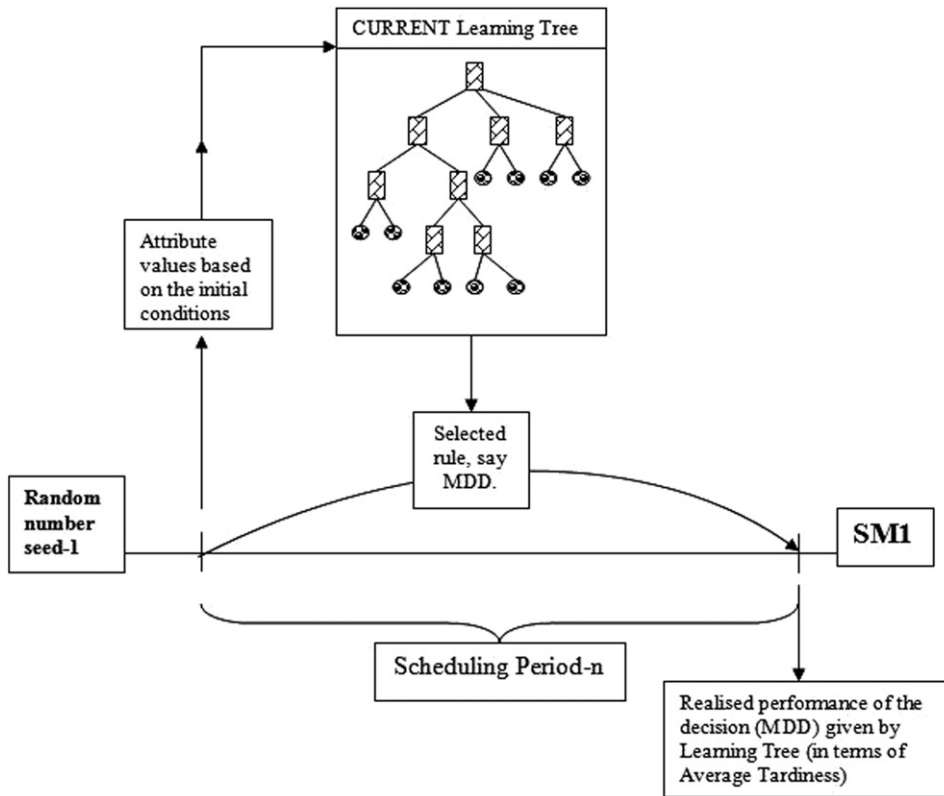 CURRENT Learning Tree
Attribute
values based
on the initial
conditions
Selected
rule, say
MDD.
Random
number
seed-1
SM1
Scheduling Period-n
Realised performance of the
decision (MDD) given by
Learning Tree (in terms of
Average Tardiness)